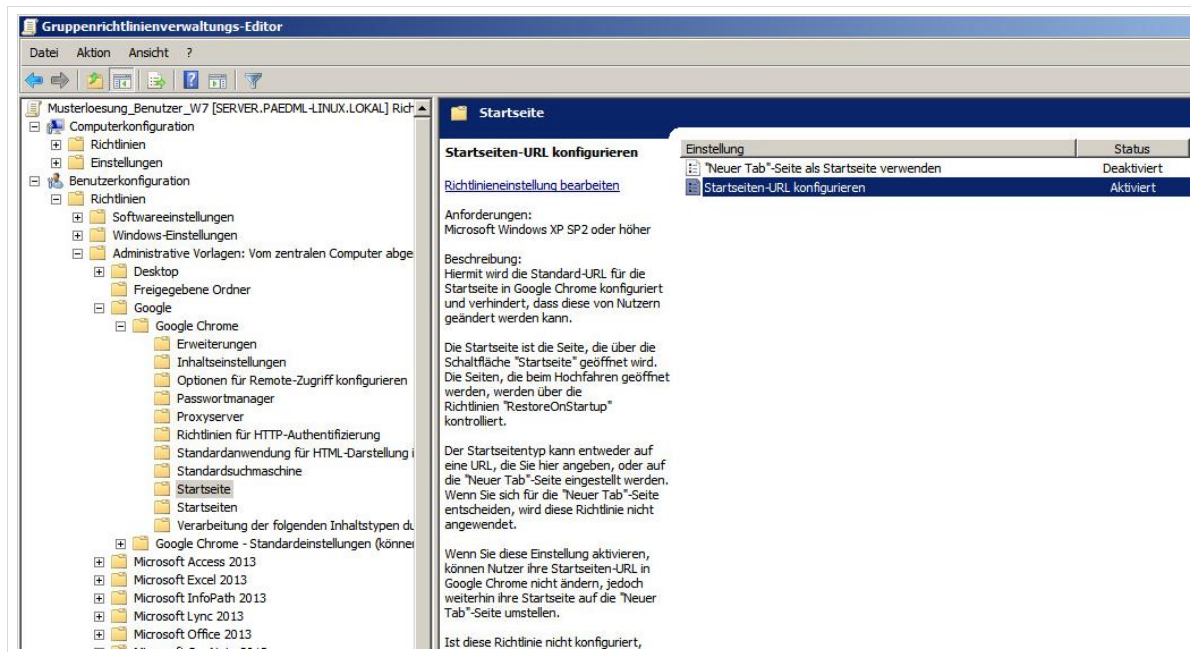 Gruppenrichtlinienverwaltungs-Editor
Datei Aktion Ansicht ?
Musterloesung_Benutzer_W7 [SERVER.PAEDML-LINUX.LOKAL] Rich
Computerkonfiguration
Richtlinien
Einstellungen
Benutzerkonfiguration
Richtlinien
Softwareeinstellungen
Windows-Einstellungen
Administrative Vorlagen: Vom zentralen Computer abge
Desktop
Freigegebene Ordner
Google
Google Chrome
Erweiterungen
Inhaltseinstellungen
Optionen für Remote-Zugriff konfigurieren
Passwortmanager
Proxyserver
Richtlinien für HTTP-Authentifizierung
Standardanwendung für HTML-Darstellung i
Standardsuchmaschine
Startseite
Startseiten
Verarbeitung der folgenden Inhaltstypen du
Google Chrome - Standardeinstellungen (können
Microsoft Access 2013
Microsoft Excel 2013
Microsoft InfoPath 2013
Microsoft Lync 2013
Microsoft Office 2013
Startseite
Startseiten-URL konfigurieren
Richtlinieneinstellung bearbeiten
Anforderungen:
Microsoft Windows XP SP2 oder höher
Beschreibung:
Hiermit wird die Standard-URL für die
Startseite in Google Chrome konfiguriert
und verhindert, dass diese von Nutzern
geändert werden kann.
Die Startseite ist die Seite, die über die
Schaltfläche "Startseite" geöffnet wird.
Die Seiten, die beim Hochfahren geöffnet
werden, werden über die
Richtlinien "RestoreOnStartup"
kontrolliert.
Der Startseitentyp kann entweder auf
eine URL, die Sie hier angeben, oder auf
die "Neuer Tab"-Seite eingestellt werden.
Wenn Sie sich für die "Neuer Tab"-Seite
entscheiden, wird diese Richtlinie nicht
angewendet.
Wenn Sie diese Einstellung aktivieren,
können Nutzer ihre Startseiten-URL in
Google Chrome nicht ändern, jedoch
weiterhin ihre Startseite auf die "Neuer
Tab"-Seite umstellen.
Ist diese Richtlinie nicht konfiguriert,
Einstellung Status
"Neuer Tab"-Seite als Startseite verwenden Deaktiviert
Startseiten-URL konfigurieren Aktiviert